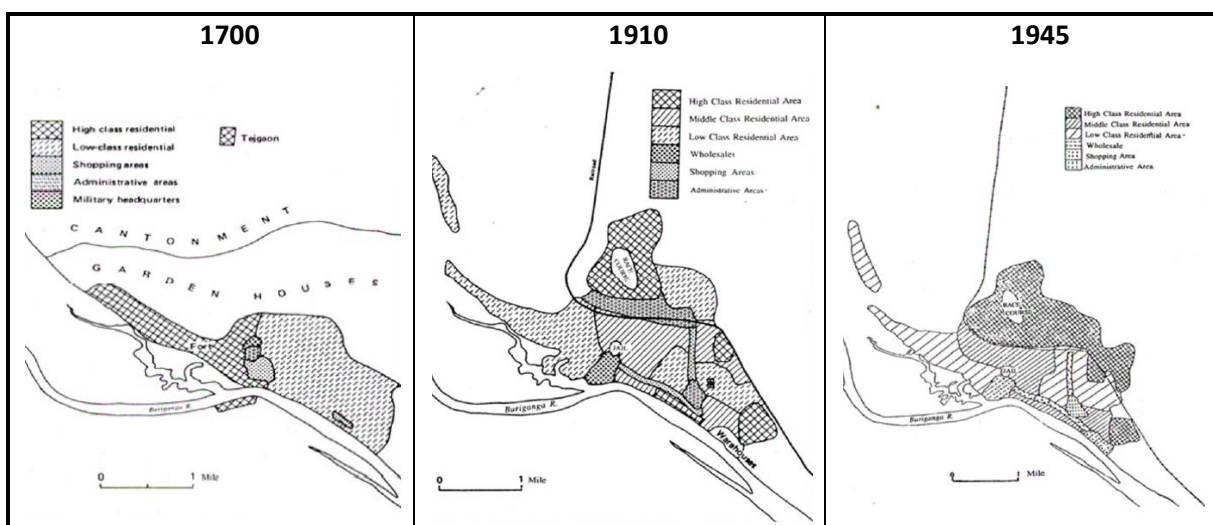 1700
High class residential
Low-class residential
Shopping areas
Administrative areas
Military headquarters
Tejgaon
CANTONMENT
GARDEN HOUSES
Fort
Buriganga R.
0 1 Mile
1910
High Class Residential Area
Middle Class Residential Area
Low Class Residential Area
Shopping Areas
Administrative Areas
Railroad
RACE
COURSE
JAIL
Warehouses
Buriganga R.
0 1 Mile
1945
High Class Residential Area
Middle Class Residential Area
Low Class Residential Area
Wholesale
Shopping Area
Administrative Area
RACE
COURSE
JAIL
Buriganga R.
0 1 Mile